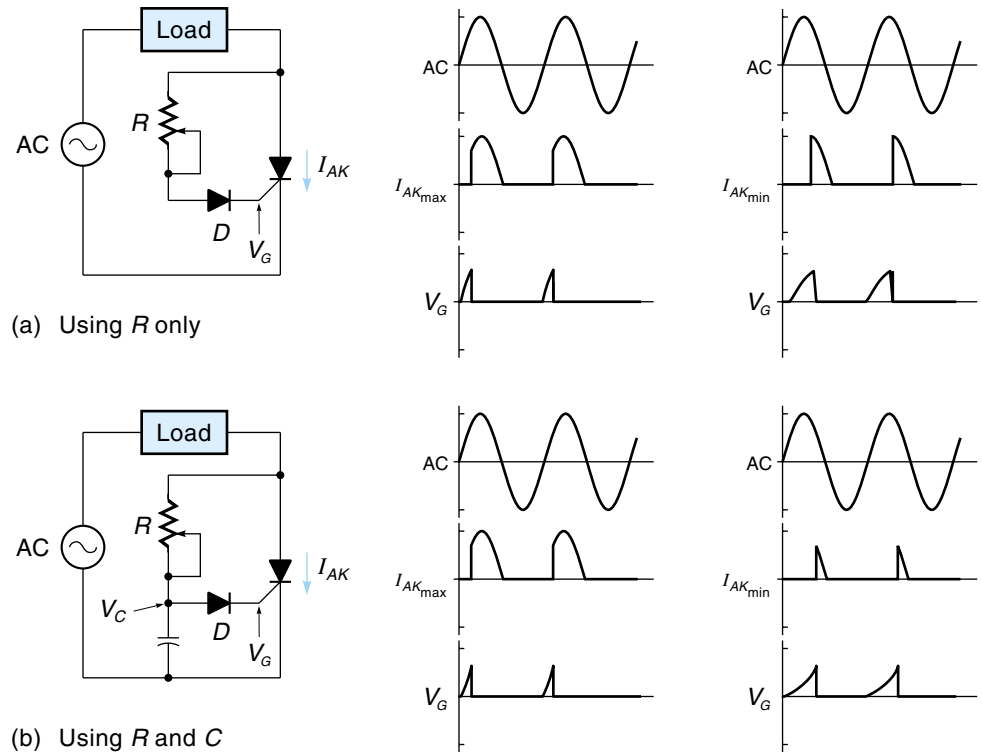 Load
R
AC
I_AK
D
V_G
(a) Using R only
AC
I_AKmax
V_G
AC
I_AKmin
V_G
Load
R
AC
I_AK
V_C
D
V_G
(b) Using R and C
AC
I_AKmax
V_G
AC
I_AKmin
V_G